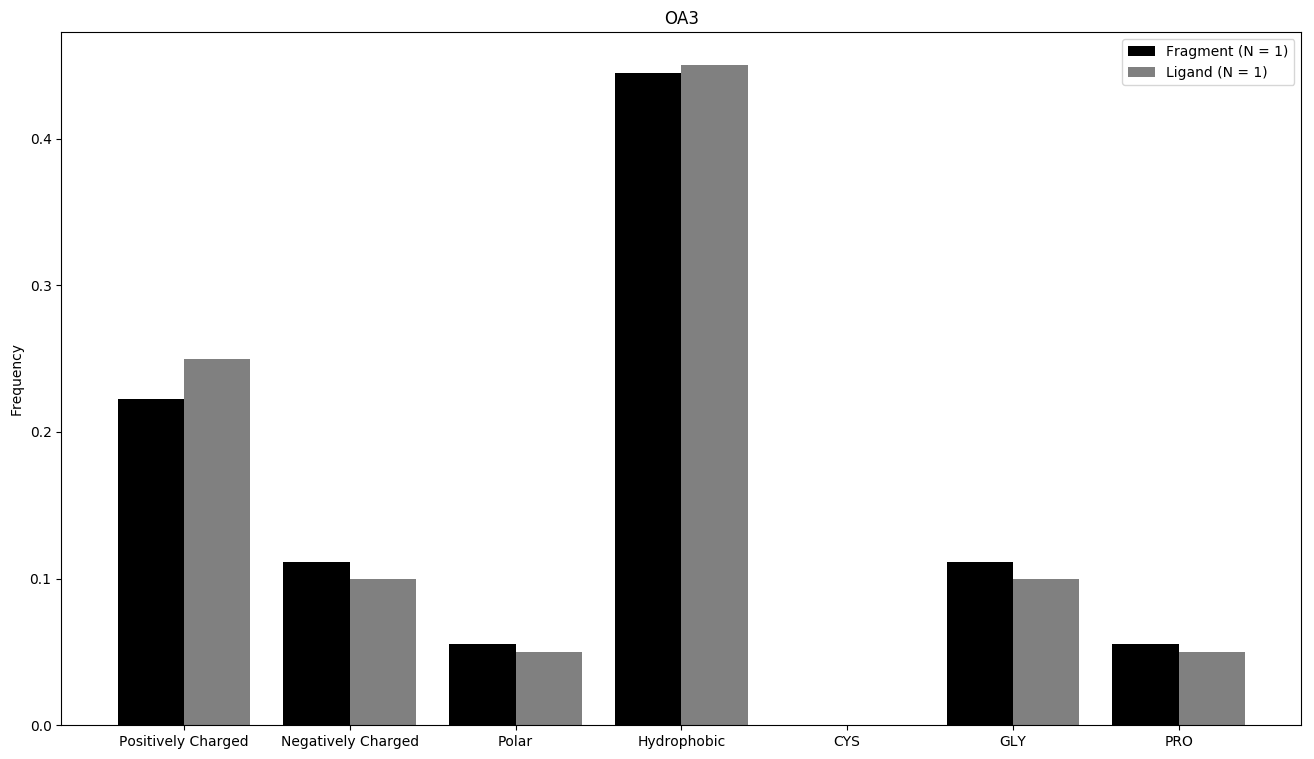 OA3
Fragment (N = 1)
Ligand (N = 1)
Frequency
0.4
0.3
0.2
0.1
0.0
Positively Charged Negatively Charged Polar Hydrophobic CYS GLY PRO